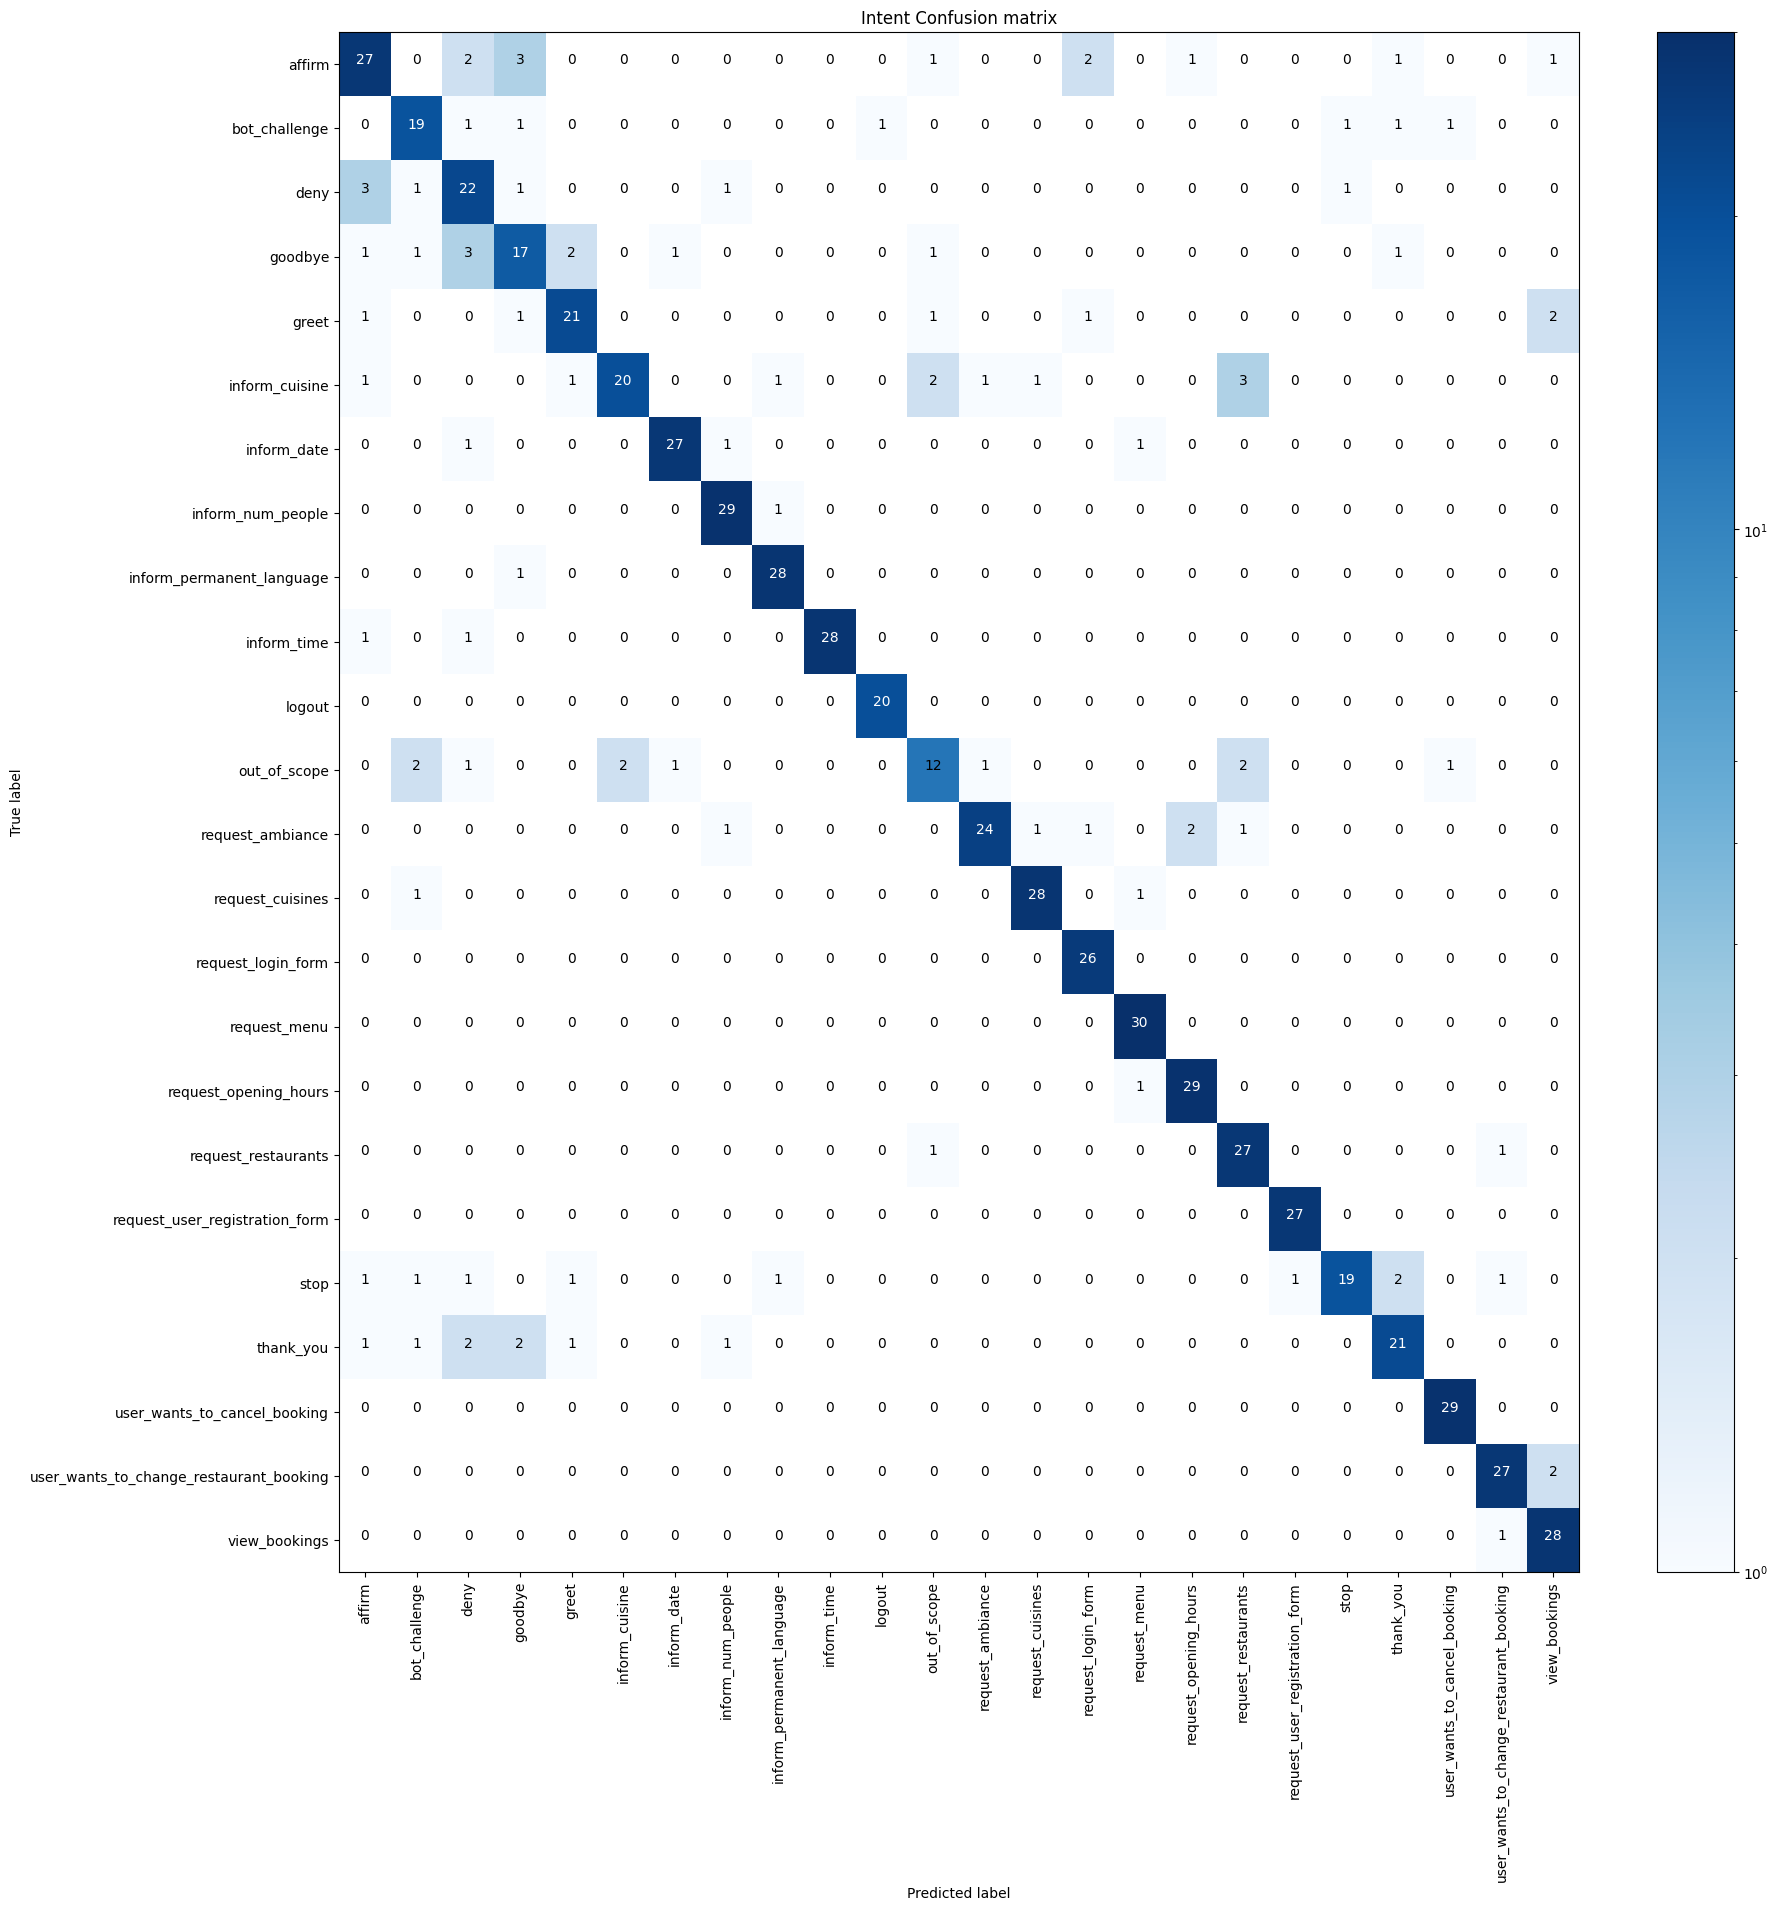 Intent Confusion matrix
affirm 27 0 2 3 0 0 0 0 0 0 0 1 0 0 2 0 1 0 0 0 1 0 0 1
bot_challenge 0 19 1 1 0 0 0 0 0 0 1 0 0 0 0 0 0 0 0 1 1 1 0 0
deny 3 1 22 1 0 0 0 1 0 0 0 0 0 0 0 0 0 0 0 1 0 0 0 0
goodbye 1 1 3 17 2 0 1 0 0 0 0 1 0 0 0 0 0 0 0 0 1 0 0 0
greet 1 0 0 1 21 0 0 0 0 0 0 1 0 0 1 0 0 0 0 0 0 0 0 2
inform_cuisine 1 0 0 0 1 20 0 0 1 0 0 2 1 1 0 0 0 3 0 0 0 0 0 0
inform_date 0 0 1 0 0 0 27 1 0 0 0 0 0 0 0 1 0 0 0 0 0 0 0 0
inform_num_people 0 0 0 0 0 0 0 29 1 0 0 0 0 0 0 0 0 0 0 0 0 0 0 0
inform_permanent_language 0 0 0 1 0 0 0 0 28 0 0 0 0 0 0 0 0 0 0 0 0 0 0 0
inform_time 1 0 1 0 0 0 0 0 0 28 0 0 0 0 0 0 0 0 0 0 0 0 0 0
logout 0 0 0 0 0 0 0 0 0 0 20 0 0 0 0 0 0 0 0 0 0 0 0 0
out_of_scope 0 2 1 0 0 2 1 0 0 0 0 12 1 0 0 0 0 2 0 0 0 1 0 0
request_ambiance 0 0 0 0 0 0 0 1 0 0 0 0 24 1 1 0 2 1 0 0 0 0 0 0
request_cuisines 0 1 0 0 0 0 0 0 0 0 0 0 0 28 0 1 0 0 0 0 0 0 0 0
request_login_form 0 0 0 0 0 0 0 0 0 0 0 0 0 0 26 0 0 0 0 0 0 0 0 0
request_menu 0 0 0 0 0 0 0 0 0 0 0 0 0 0 0 30 0 0 0 0 0 0 0 0
request_opening_hours 0 0 0 0 0 0 0 0 0 0 0 0 0 0 0 1 29 0 0 0 0 0 0 0
request_restaurants 0 0 0 0 0 0 0 0 0 0 0 1 0 0 0 0 0 27 0 0 0 0 1 0
request_user_registration_form 0 0 0 0 0 0 0 0 0 0 0 0 0 0 0 0 0 0 27 0 0 0 0 0
stop 1 1 1 0 1 0 0 0 1 0 0 0 0 0 0 0 0 0 1 19 2 0 1 0
thank_you 1 1 2 2 1 0 0 1 0 0 0 0 0 0 0 0 0 0 0 0 21 0 0 0
user_wants_to_cancel_booking 0 0 0 0 0 0 0 0 0 0 0 0 0 0 0 0 0 0 0 0 0 29 0 0
user_wants_to_change_restaurant_booking 0 0 0 0 0 0 0 0 0 0 0 0 0 0 0 0 0 0 0 0 0 0 27 2
view_bookings 0 0 0 0 0 0 0 0 0 0 0 0 0 0 0 0 0 0 0 0 0 0 1 28
True label
affirm
bot_challenge
deny
goodbye
greet
inform_cuisine
inform_date
inform_num_people
inform_permanent_language
inform_time
logout
out_of_scope
request_ambiance
request_cuisines
request_login_form
request_menu
request_opening_hours
request_restaurants
request_user_registration_form
stop
thank_you
user_wants_to_cancel_booking
user_wants_to_change_restaurant_booking
view_bookings
Predicted label
10¹
10⁰